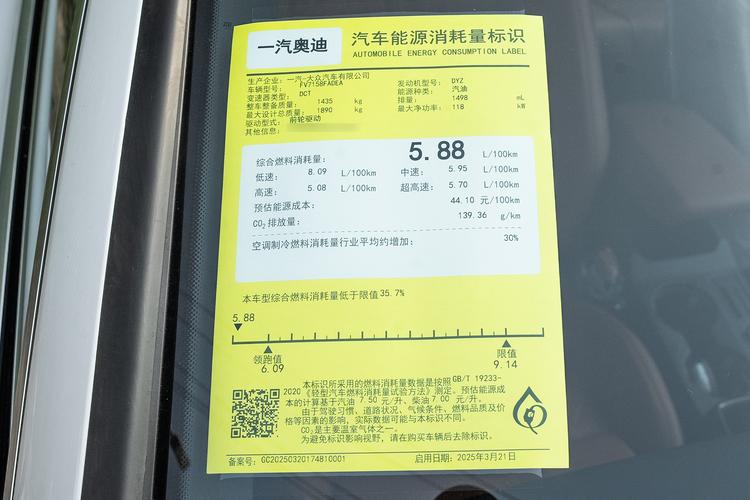 一汽奥迪
汽车能源消耗量标识
AUTOMOBILE ENERGY CONSUMPTION LABEL
生产企业：一汽-大众汽车有限公司
车辆型号： FV7158FADEA 发动机型号： DYZ
变速器类型： DCT 能源种类： 汽油
整车整备质量： 1435 kg 排量： 1498 mL
最大设计总质量： 1890 kg 最大净功率： 118 kW
驱动型式： 前轮驱动
其他信息：
综合燃料消耗量： 5.88 L/100km
低速： 8.09 L/100km 中速： 5.95 L/100km
高速： 5.08 L/100km 超高速： 5.70 L/100km
预估能源成本： 44.10 元/100km
CO₂排放量： 139.36 g/km
空调制冷燃料消耗量行业平均约增加： 30%
本车型综合燃料消耗量低于限值35.7%
5.88
领跑值 限值
6.09 9.14
本标识所采用的燃料消耗量数据是按照GB/T 19233-
2020《轻型汽车燃料消耗量试验方法》测定。预估能源成
本的计算基于汽油 7.50 元/升、柴油 7.00 元/升。
由于驾驶习惯、道路状况、气候条件、燃料品质及价
格等因素的影响，实际数据可能与本标识不同。
CO₂是主要温室气体之一。
为避免标识影响视野，请在购买车辆后去除标识。
备案号： GC20250320174810001 启用日期： 2025年3月21日